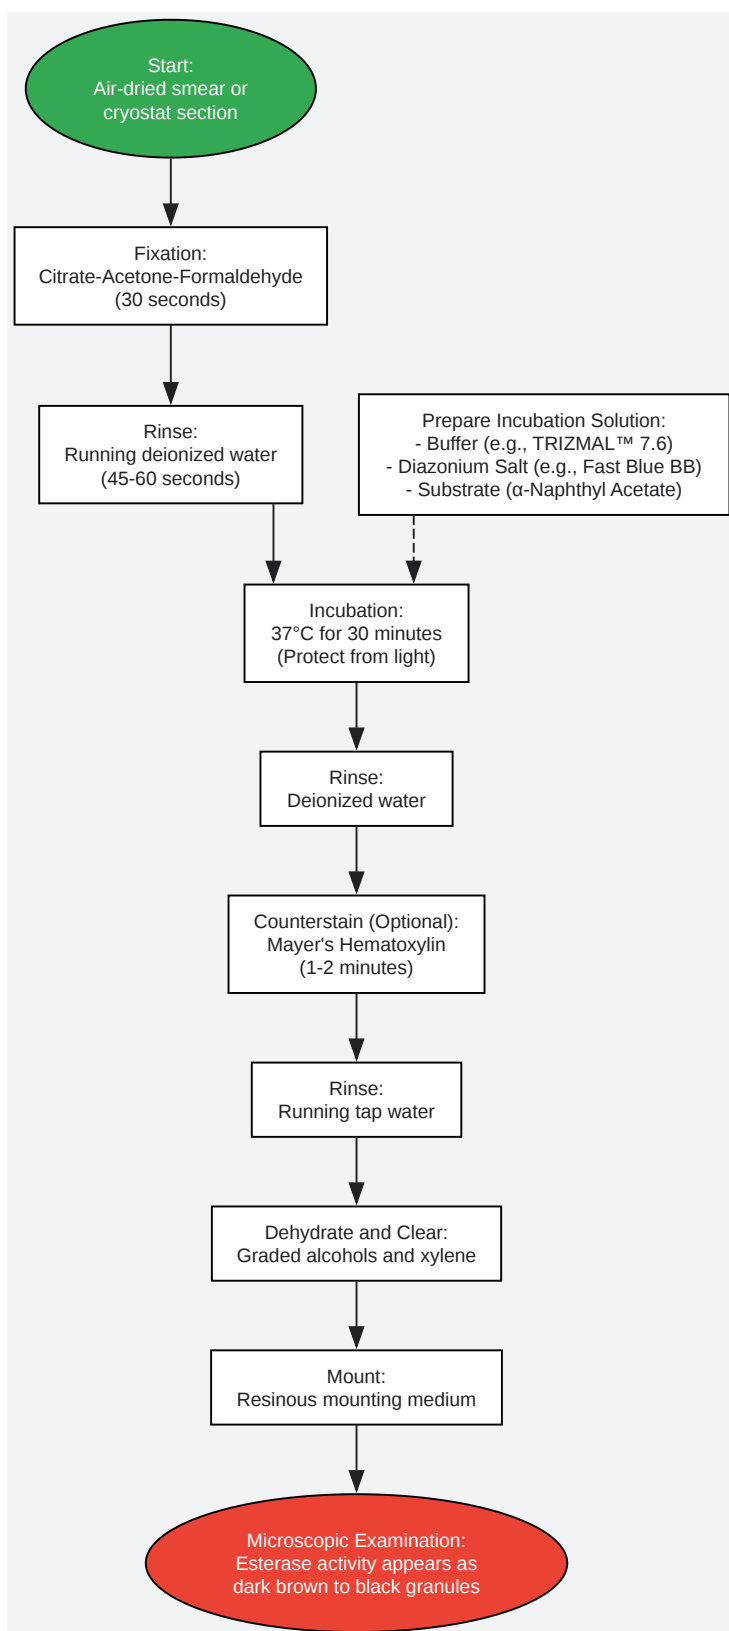 Start:
Air-dried smear or
cryostat section
Fixation:
Citrate-Acetone-Formaldehyde
(30 seconds)
Rinse:
Running deionized water
(45-60 seconds)
Prepare Incubation Solution:
- Buffer (e.g., TRIZMAL™ 7.6)
- Diazonium Salt (e.g., Fast Blue BB)
- Substrate (α-Naphthyl Acetate)
Incubation:
37°C for 30 minutes
(Protect from light)
Rinse:
Deionized water
Counterstain (Optional):
Mayer's Hematoxylin
(1-2 minutes)
Rinse:
Running tap water
Dehydrate and Clear:
Graded alcohols and xylene
Mount:
Resinous mounting medium
Microscopic Examination:
Esterase activity appears as
dark brown to black granules